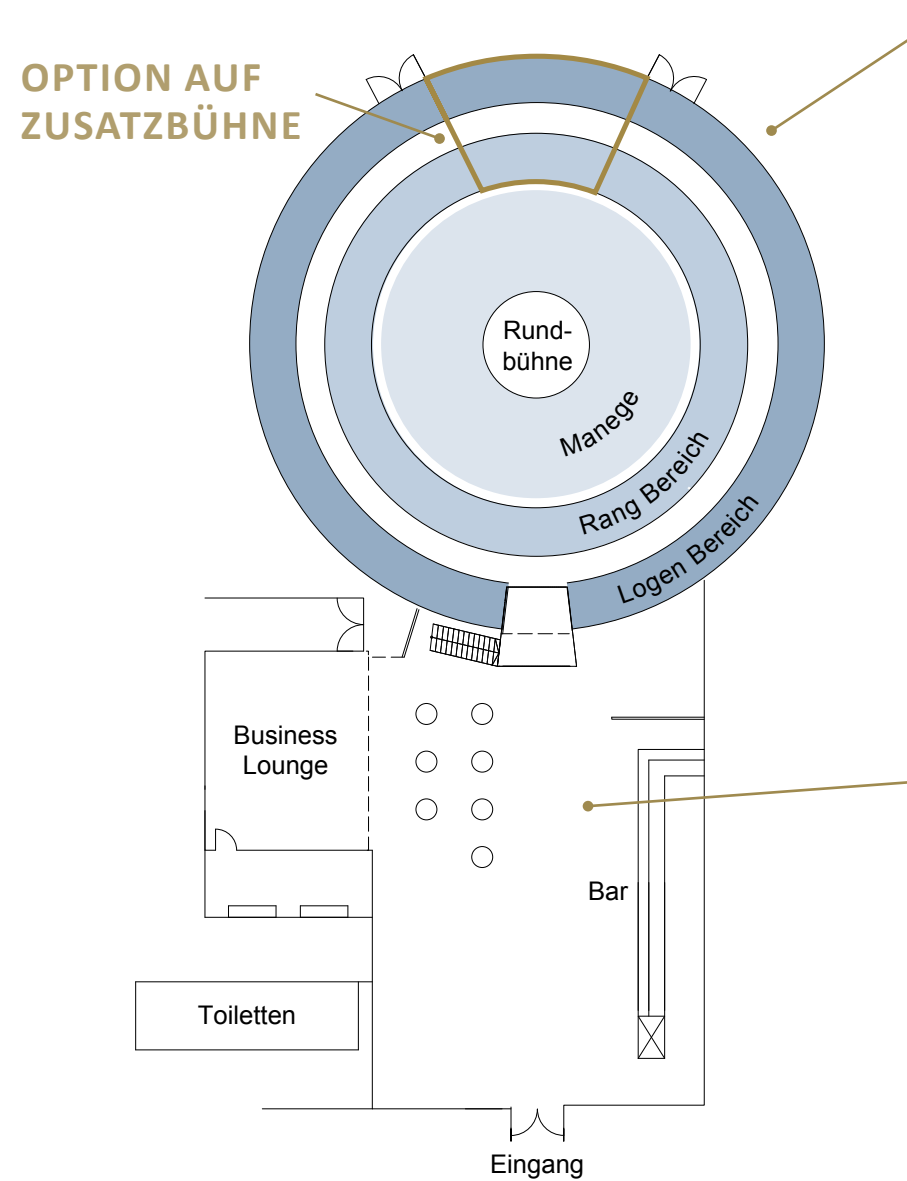 OPTION AUF
ZUSATZBÜHNE
Rund-
bühne
Manege
Rang Bereich
Logen Bereich
Business
Lounge
Bar
Toiletten
Eingang